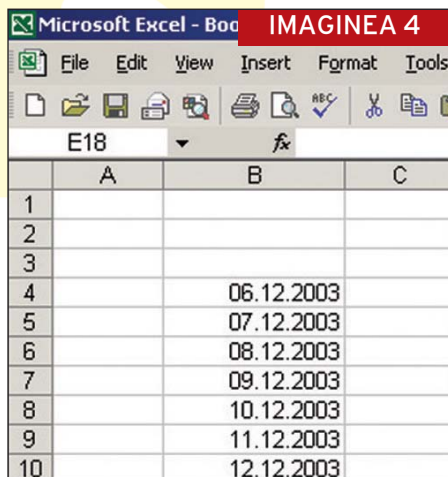 Microsoft Excel - Boo
IMAGINEA 4
File Edit View Insert Format Tools
ABC
E18 fx
A B C
1
2
3
4 06.12.2003
5 07.12.2003
6 08.12.2003
7 09.12.2003
8 10.12.2003
9 11.12.2003
10 12.12.2003